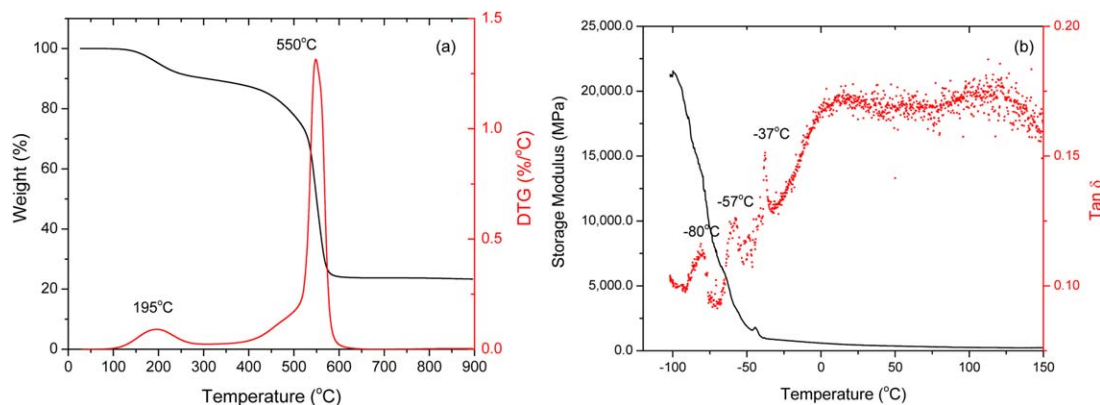 (a)
550°C
195°C
100
80
60
40
20
0
Weight (%)
1.5
1.0
0.5
0.0
DTG (%/°C)
0 100 200 300 400 500 600 700 800 900
Temperature (°C)
(b)
-37°C
-57°C
-80°C
25,000.0
20,000.0
15,000.0
10,000.0
5,000.0
0.0
Storage Modulus (MPa)
0.20
0.15
0.10
Tan δ
-100 -50 0 50 100 150
Temperature (°C)